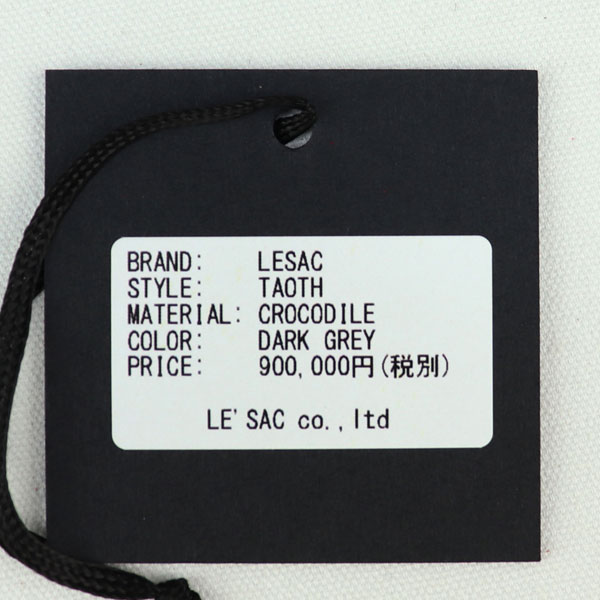 BRAND: LESAC
STYLE: TAOTH
MATERIAL: CROCODILE
COLOR: DARK GREY
PRICE: 900,000円(税別)
LE'SAC co.,ltd